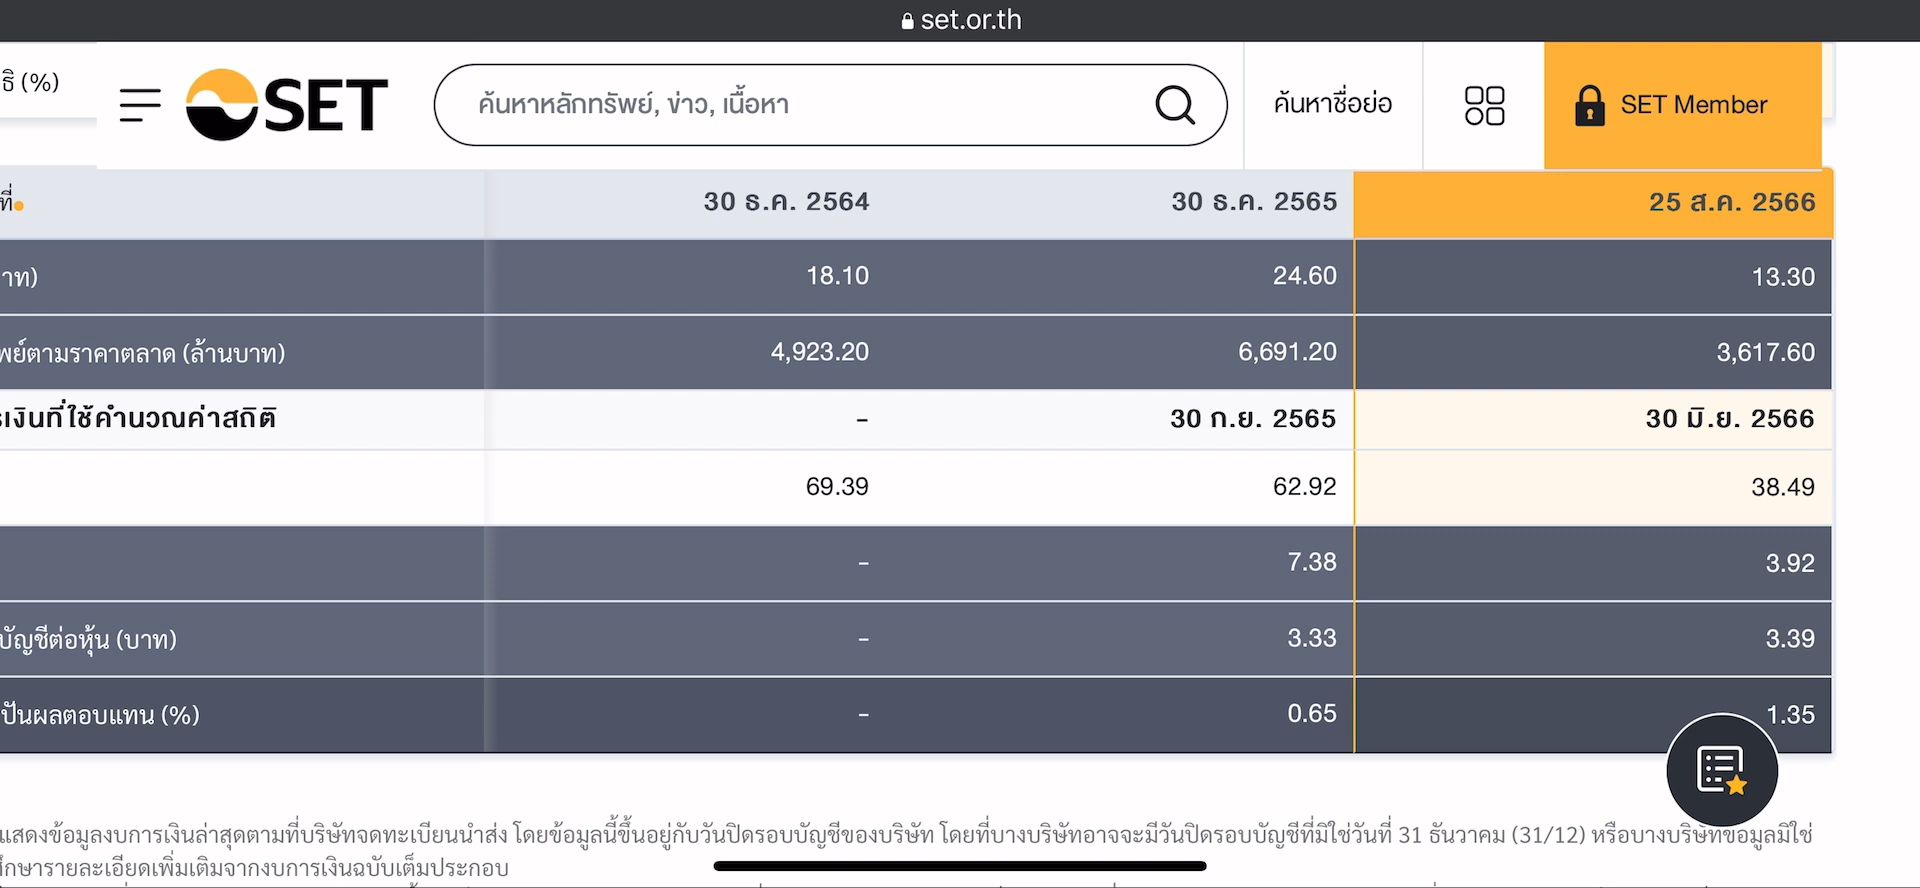 set.or.th
ธิ (%)
SET
ค้นหาหลักทรัพย์, ข่าว, เนื้อหา
ค้นหาชื่อย่อ
SET Member
ที่ 30 ธ.ค. 2564 30 ธ.ค. 2565 25 ส.ค. 2566
าท) 18.10 24.60 13.30
พย์ตามราคาตลาด (ล้านบาท) 4,923.20 6,691.20 3,617.60
รเงินที่ใช้คำนวณค่าสถิติ - 30 ก.ย. 2565 30 มิ.ย. 2566
69.39 62.92 38.49
- 7.38 3.92
บัญชีต่อหุ้น (บาท) - 3.33 3.39
ปันผลตอบแทน (%) - 0.65 1.35
แสดงข้อมูลงบการเงินล่าสุดตามที่บริษัทจดทะเบียนนำส่ง โดยข้อมูลนี้ขึ้นอยู่กับวันปิดรอบบัญชีของบริษัท โดยที่บางบริษัทอาจจะมีวันปิดรอบบัญชีที่มิใช่วันที่ 31 ธันวาคม (31/12) หรือบางบริษัทข้อมูลมิใช่
ศึกษารายละเอียดเพิ่มเติมจากงบการเงินฉบับเต็มประกอบ